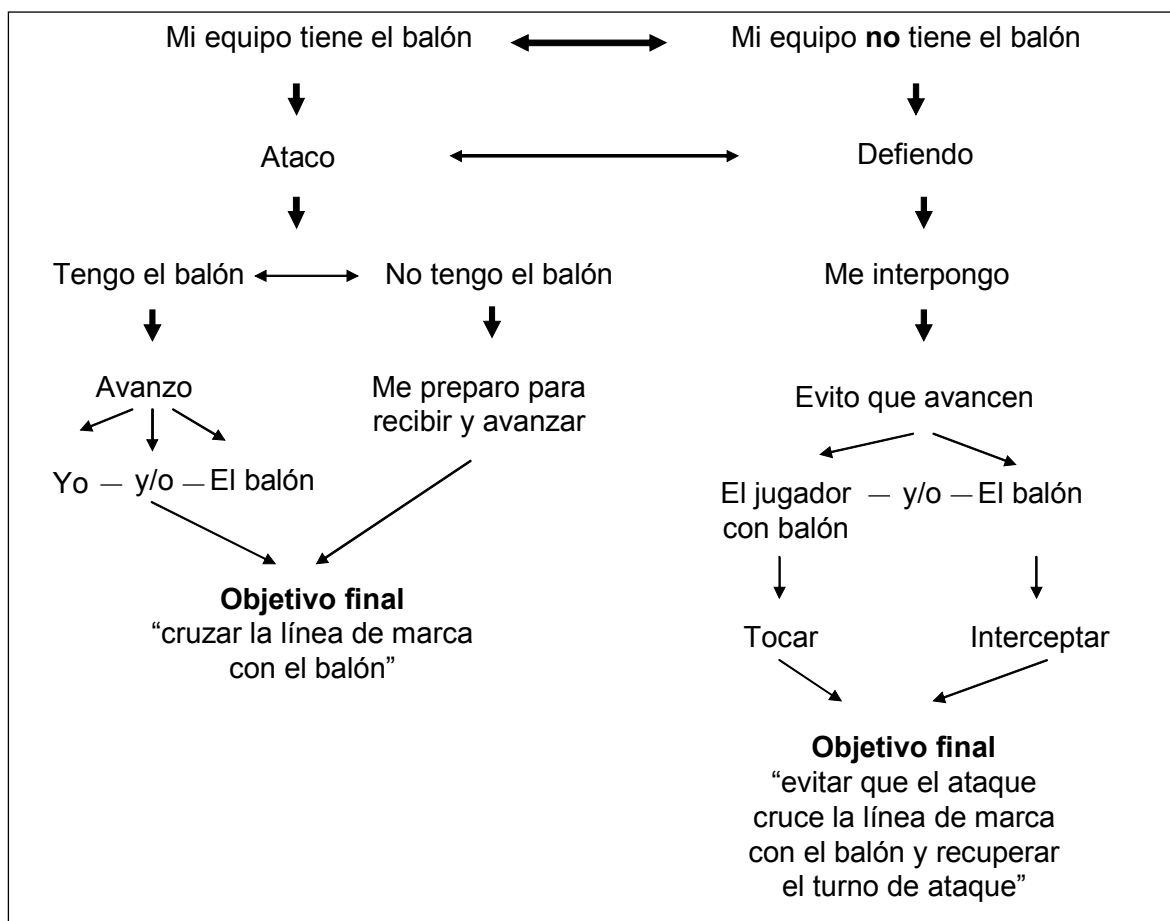 Mi equipo tiene el balón
Mi equipo no tiene el balón
Ataco
Defiendo
Tengo el balón
No tengo el balón
Me interpongo
Avanzo
Me preparo para
recibir y avanzar
Evito que avancen
Yo — y/o — El balón
El jugador
con balón
— y/o — El balón
Objetivo final
“cruzar la línea de marca
con el balón”
Tocar
Interceptar
Objetivo final
“evitar que el ataque
cruce la línea de marca
con el balón y recuperar
el turno de ataque”